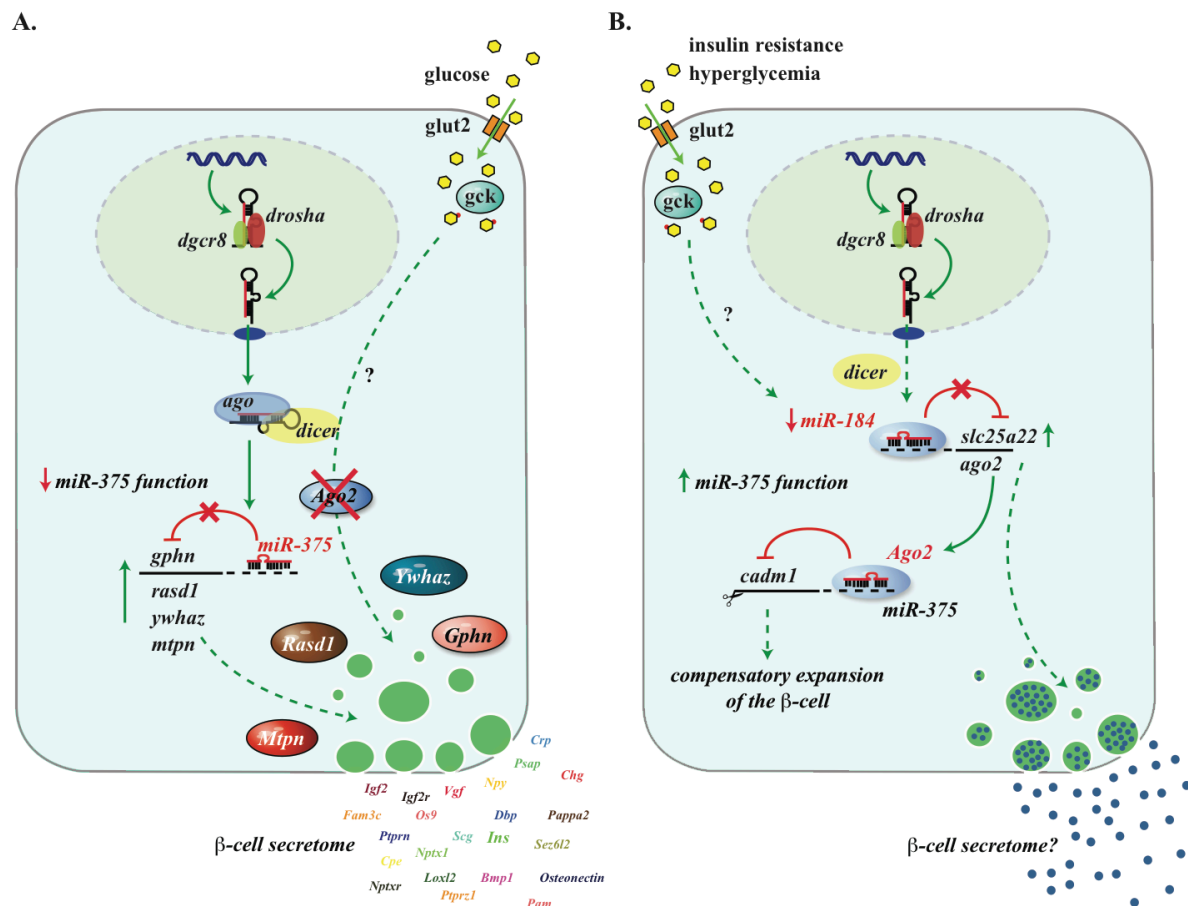 A.
glucose
glut2
gck
drosha
dgcr8
?
ago
dicer
miR-375 function
Ago2
gphn
miR-375
rasd1
ywhaz
mtpn
Ywhaz
Rasd1
Gphn
Mtpn
Crp
Psap
Chg
Igf2
Igf2r
Vgf
Npy
Fam3c
Os9
Dbp
Pappa2
Ptprn
Scg
Ins
Sez6l2
β-cell secretome
Nptx1
Cpe
Nptxr
Loxl2
Bmp1
Osteonectin
Ptprz1
Pam
B.
insulin resistance
hyperglycemia
glut2
gck
drosha
dgcr8
?
dicer
miR-184
slc25a22
ago2
miR-375 function
Ago2
cadm1
miR-375
compensatory expansion
of the β-cell
β-cell secretome?